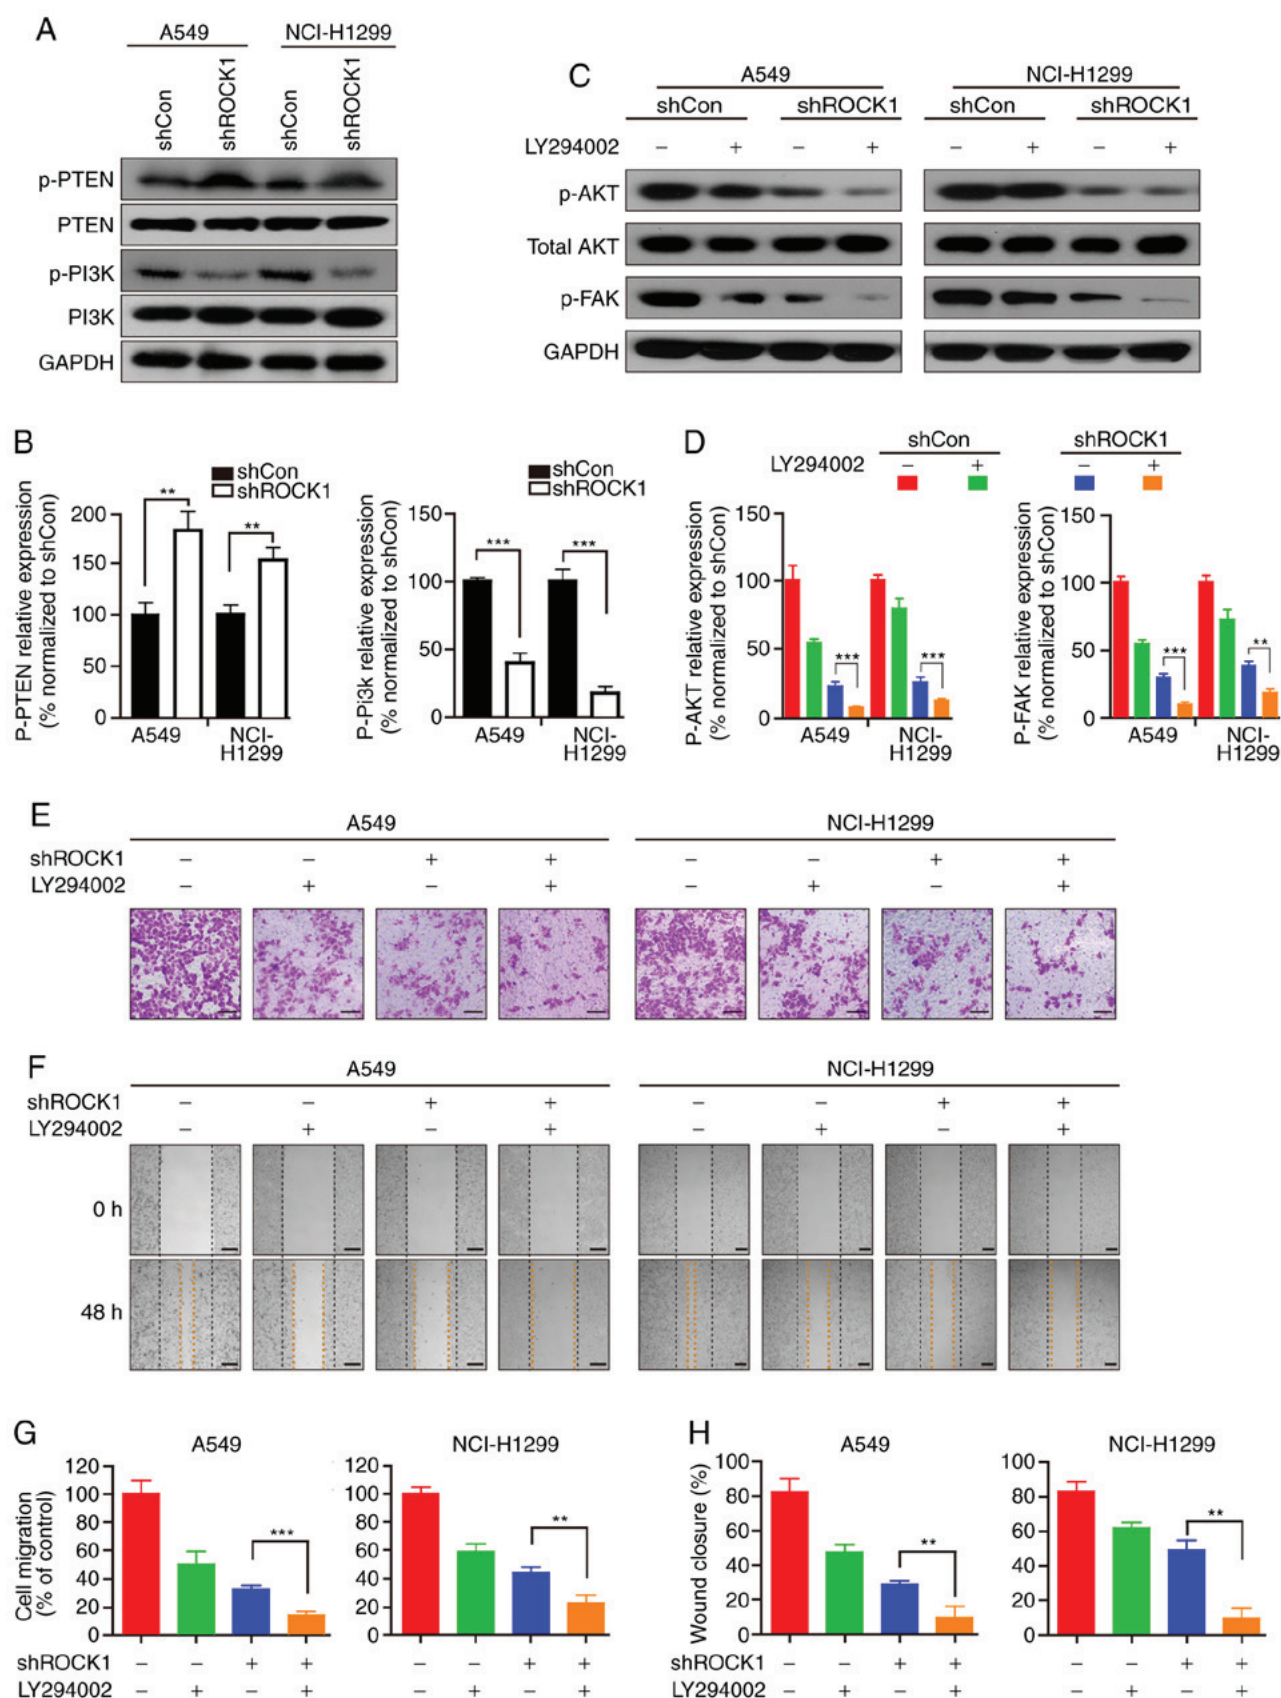 A
A549
NCI-H1299
shCon
shROCK1
shCon
shROCK1
p-PTEN
PTEN
p-PI3K
PI3K
GAPDH
C
A549
NCI-H1299
shCon
shROCK1
shCon
shROCK1
LY294002
– + – + – + – +
p-AKT
Total AKT
p-FAK
GAPDH
B
shCon
shROCK1
P-PTEN relative expression
(% normalized to shCon)
200
150
100
50
0
**
**
A549
NCI-
H1299
shCon
shROCK1
P-Pi3k relative expression
(% normalized to shCon)
150
100
50
0
***
***
A549
NCI-
H1299
D
shCon
shROCK1
LY294002 – + – +
P-AKT relative expression
(% normalized to shCon)
150
100
50
0
***
***
A549
NCI-
H1299
P-FAK relative expression
(% normalized to shCon)
150
100
50
0
***
**
A549
NCI-
H1299
E
A549
NCI-H1299
shROCK1 – – + + – – + +
LY294002 – + – + – + – +
F
A549
NCI-H1299
shROCK1 – – + + – – + +
LY294002 – + – + – + – +
0 h
48 h
G
A549
Cell migration
(% of control)
120
100
80
60
40
20
0
***
NCI-H1299
120
100
80
60
40
20
0
**
shROCK1 – – + + – – + +
LY294002 – + – + – + – +
H
A549
Wound closure (%)
100
80
60
40
20
0
**
NCI-H1299
100
80
60
40
20
0
**
shROCK1 – – + + – – + +
LY294002 – + – + – + – +